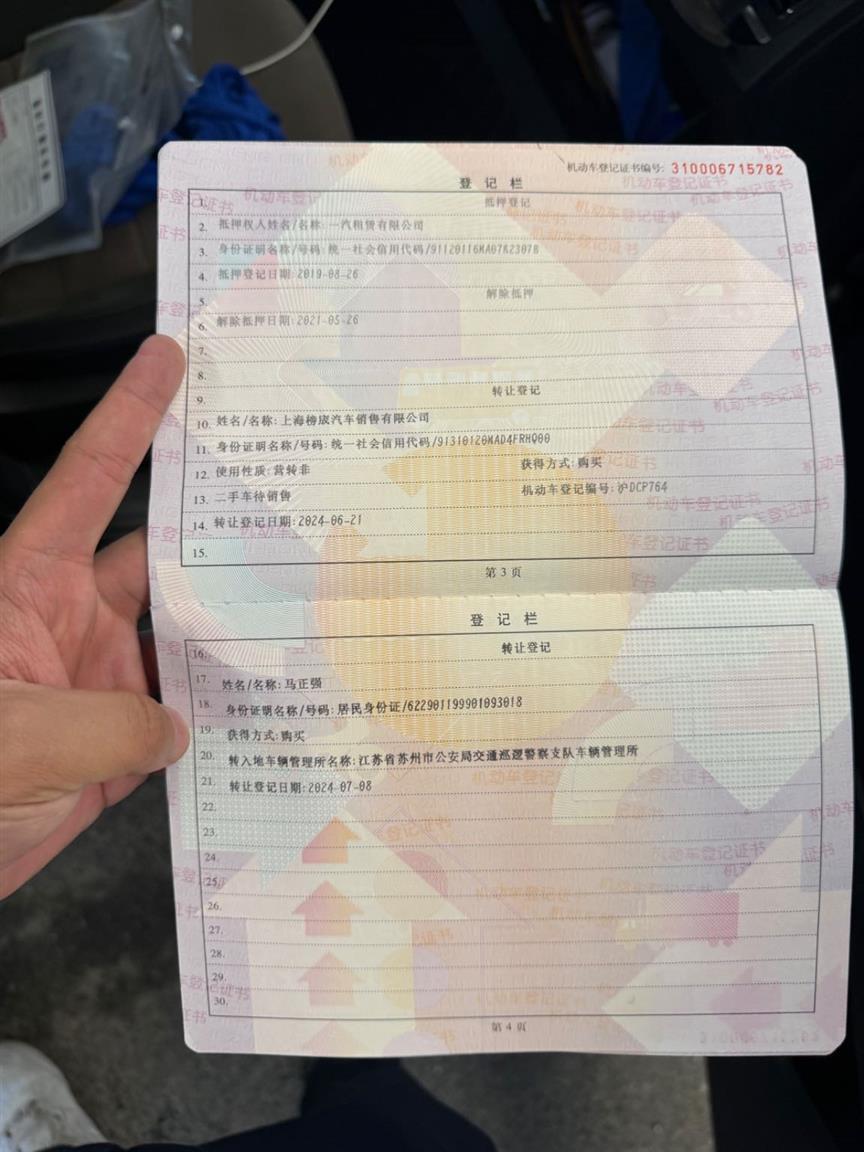 机动车登记证书编号: 310006715782
登 记 栏
1. 抵押登记
2. 抵押权人姓名/名称: 一汽租赁有限公司
3. 身份证明名称/号码: 统一社会信用代码/91120116MA07K2307B
4. 抵押登记日期:2019-08-26
5. 解除抵押
6. 解除抵押日期:2021-05-26
7.
8.
9. 转让登记
10. 姓名/名称: 上海榜宬汽车销售有限公司
11. 身份证明名称/号码: 统一社会信用代码/91310120MAD4FRHQ00
12. 使用性质: 营转非 获得方式: 购买
13. 二手车待销售 机动车登记编号: 沪DCP764
14. 转让登记日期:2024-06-21
15.
第 3 页
登 记 栏
16. 转让登记
17. 姓名/名称: 马正强
18. 身份证明名称/号码: 居民身份证/622901199901093018
19. 获得方式: 购买
20. 转入地车辆管理所名称: 江苏省苏州市公安局交通巡逻警察支队车辆管理所
21. 转让登记日期:2024-07-08
22.
23.
24.
25.
26.
27.
28.
29.
30.
第 4 页